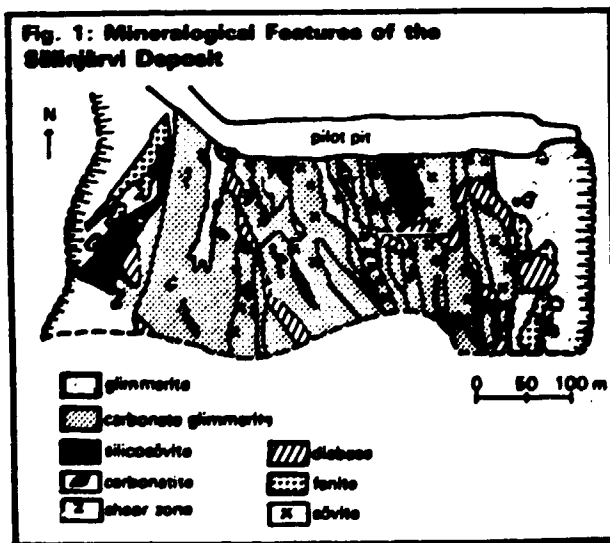 Fig. 1: Mineralogical Features of the
Siilinjärvi Deposit
N
pilot pit
glimmerite
carbonate glimmerite
silicosövite
carbonatite
shear zone
diabase
fenite
x sövite
0 50 100 m